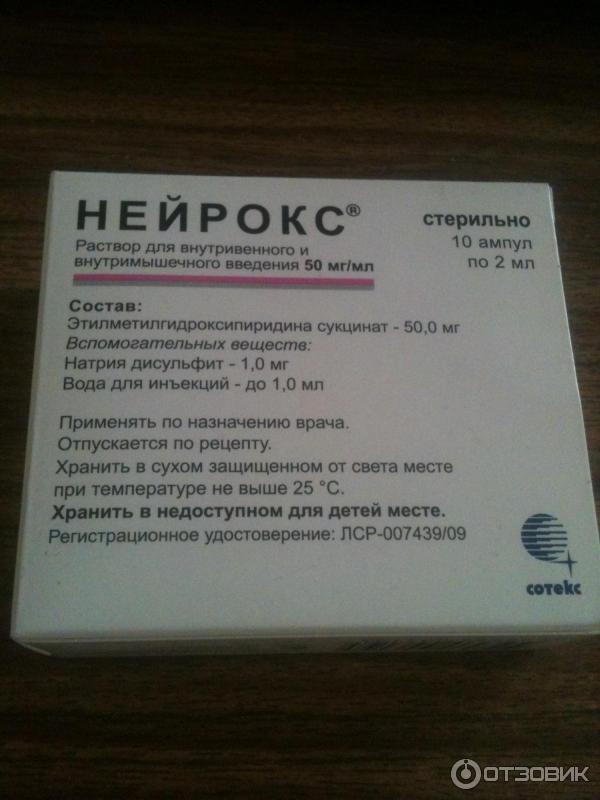 НЕЙРОКС®
Раствор для внутривенного и
внутримышечного введения 50 мг/мл
стерильно
10 ампул
по 2 мл
Состав:
Этилметилгидроксипиридина сукцинат - 50,0 мг
Вспомогательных веществ:
Натрия дисульфит - 1,0 мг
Вода для инъекций - до 1,0 мл
Применять по назначению врача.
Отпускается по рецепту.
Хранить в сухом защищенном от света месте
при температуре не выше 25 °С.
Хранить в недоступном для детей месте.
Регистрационное удостоверение: ЛСР-007439/09
сотекс
ОТЗОВИК